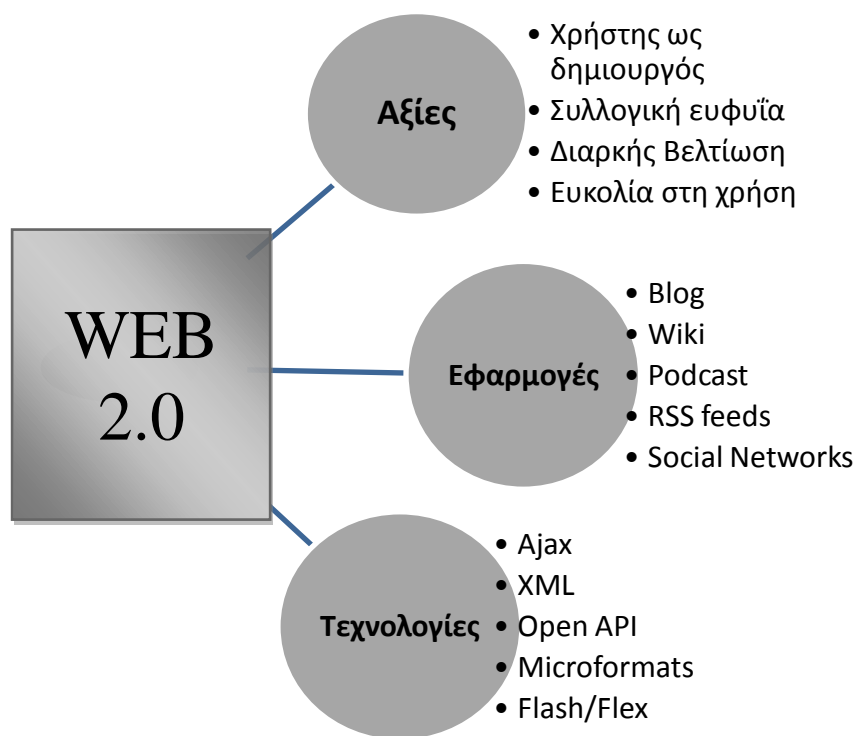 WEB
2.0
Αξίες
• Χρήστης ως
δημιουργός
• Συλλογική ευφυΐα
• Διαρκής Βελτίωση
• Ευκολία στη χρήση
Εφαρμογές
• Blog
• Wiki
• Podcast
• RSS feeds
• Social Networks
Τεχνολογίες
• Ajax
• XML
• Open API
• Microformats
• Flash/Flex